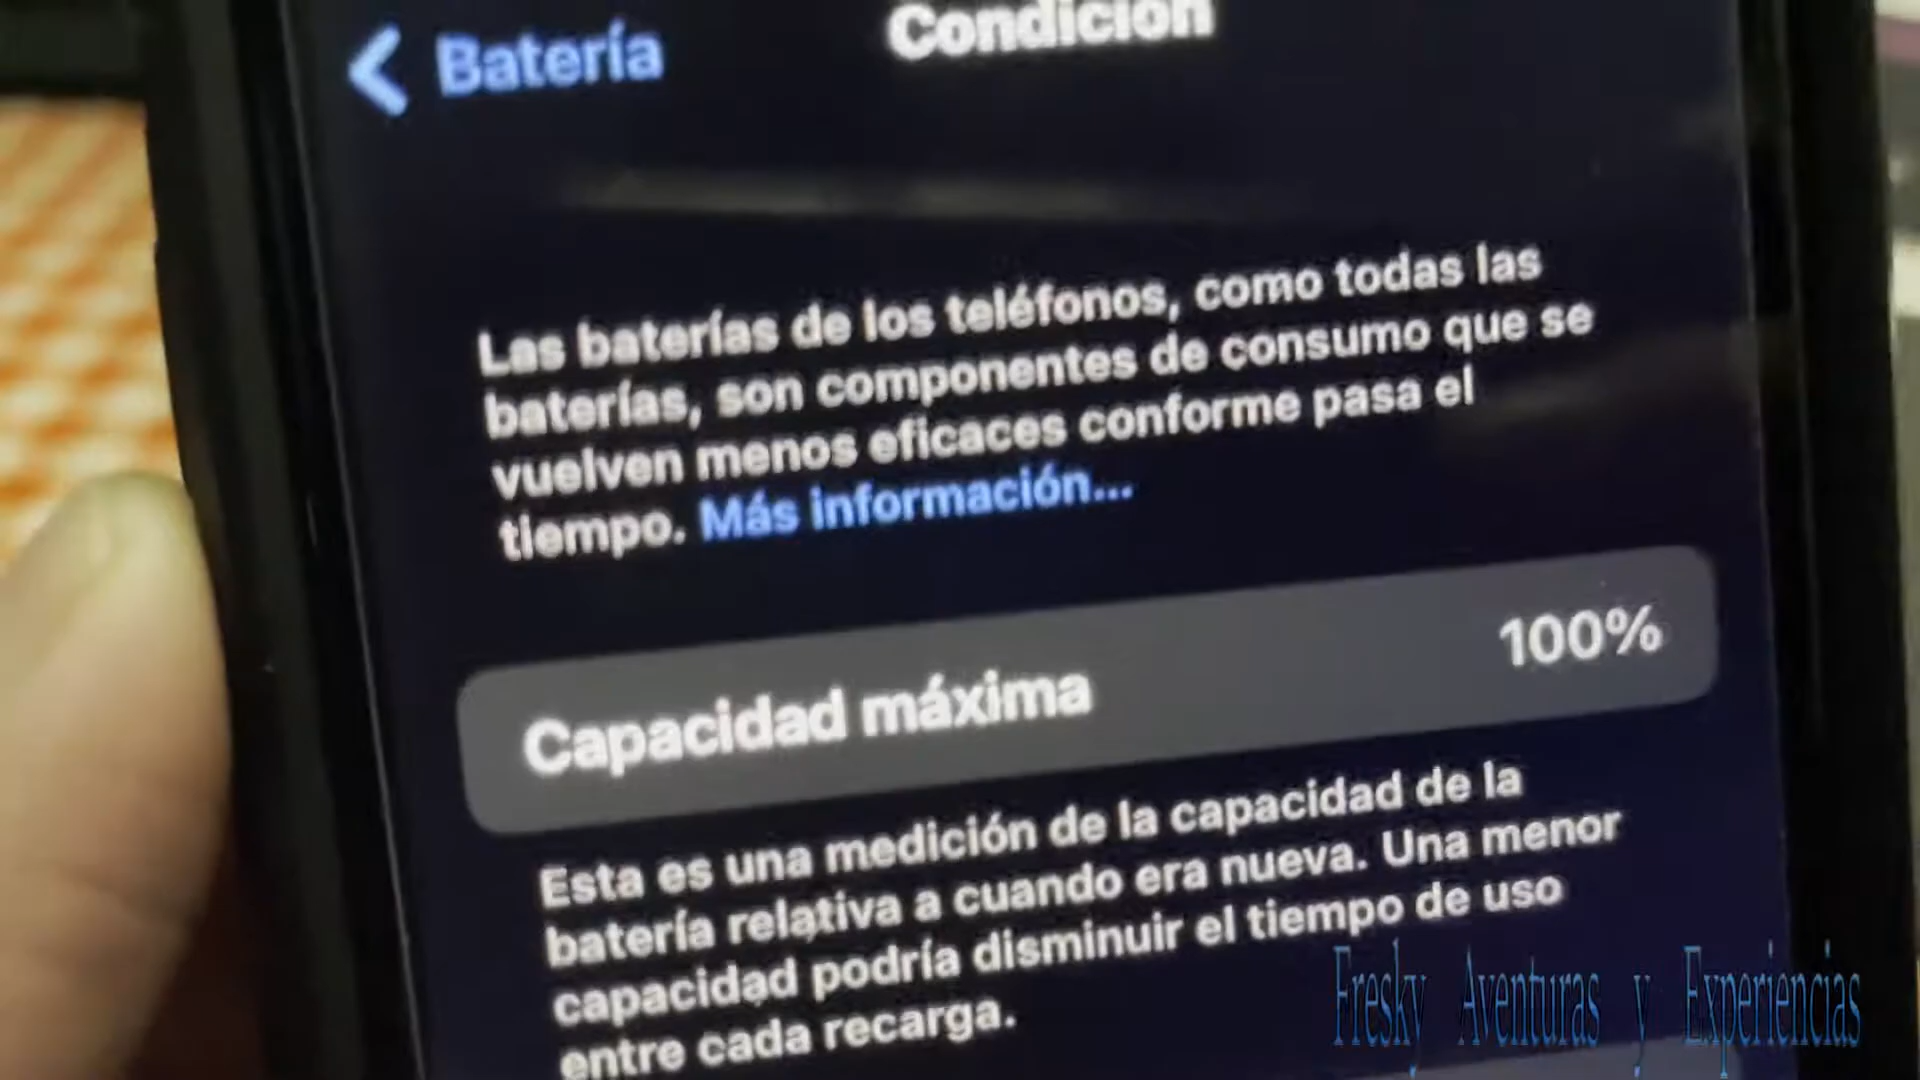 Batería
Condición
Las baterías de los teléfonos, como todas las
baterías, son componentes de consumo que se
vuelven menos eficaces conforme pasa el
tiempo. Más información...
Capacidad máxima
100%
Esta es una medición de la capacidad de la
batería relativa a cuando era nueva. Una menor
capacidad podría disminuir el tiempo de uso
entre cada recarga.
Fresky Aventuras y Experiencias